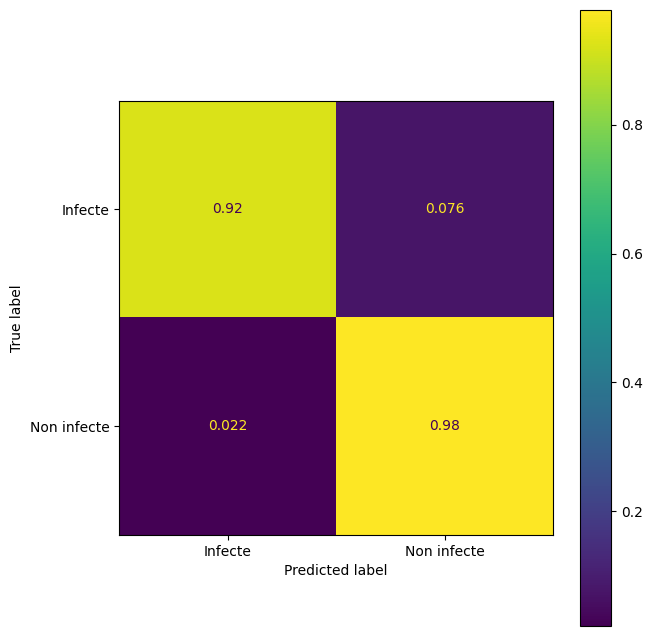 0.8
Infecte
0.92
0.076
0.6
True label
0.4
Non infecte
0.022
0.98
0.2
Infecte
Non infecte
Predicted label